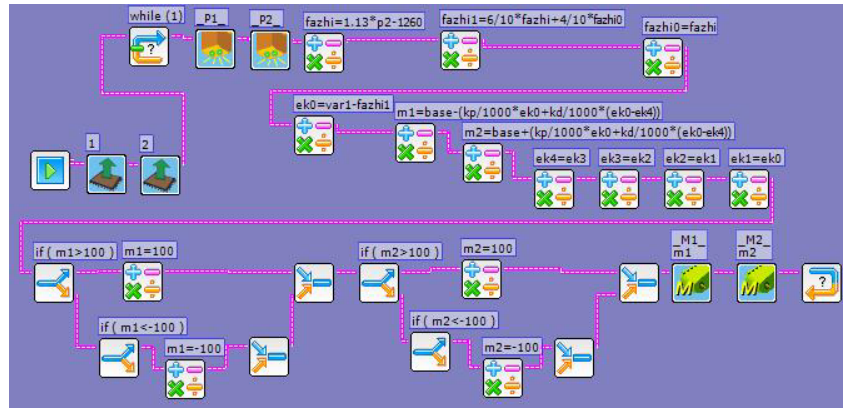 while (1)
_P1_
_P2_
fazhi=1.13*p2-1260
fazhi1=6/10*fazhi+4/10*fazhi0
fazhi0=fazhi
?
ek0=var1-fazhi1
m1=base-(kp/1000*ek0+kd/1000*(ek0-ek4))
m2=base+(kp/1000*ek0+kd/1000*(ek0-ek4))
1
2
ek4=ek3
ek3=ek2
ek2=ek1
ek1=ek0
if ( m1>100 )
m1=100
if ( m2>100 )
m2=100
_M1_
m1
_M2_
m2
M
M
?
if ( m1<-100 )
m1=-100
if ( m2<-100 )
m2=-100